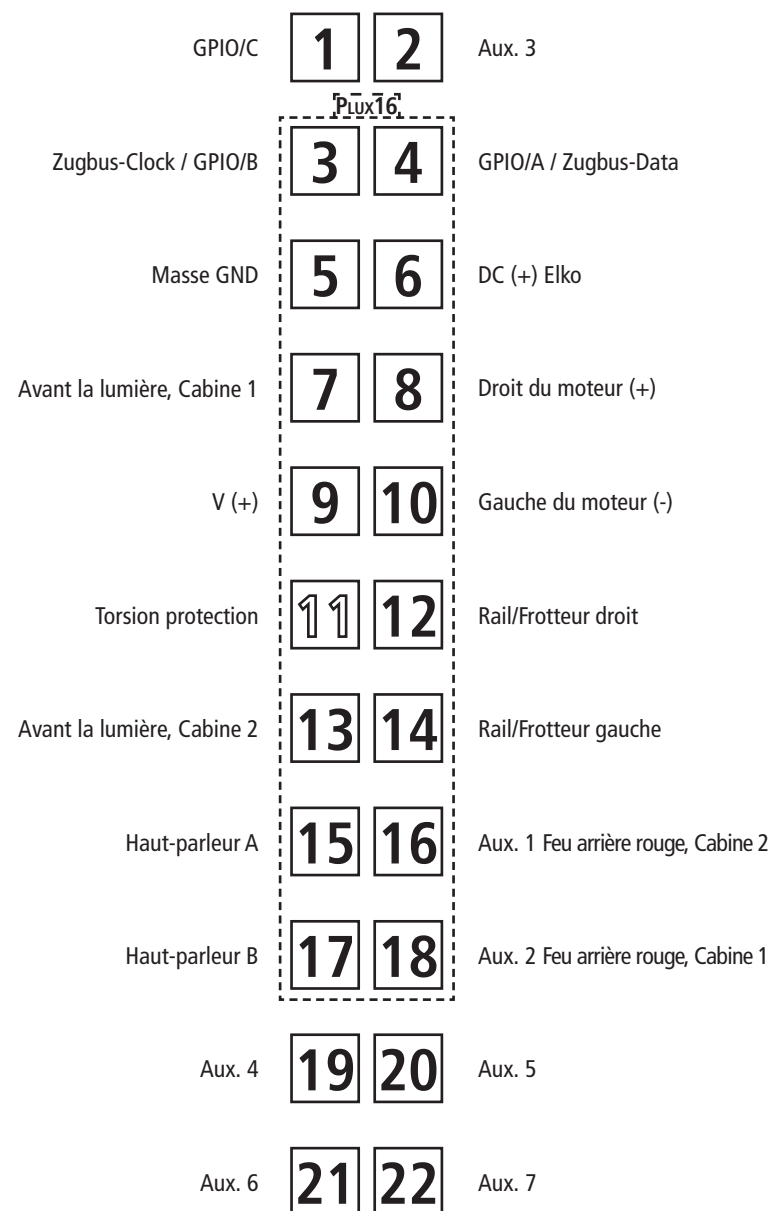 GPIO/C 1 2 Aux. 3
PLUX16
Zugbus-Clock / GPIO/B 3 4 GPIO/A / Zugbus-Data
Masse GND 5 6 DC (+) Elko
Avant la lumière, Cabine 1 7 8 Droit du moteur (+)
V (+) 9 10 Gauche du moteur (-)
Torsion protection 11 12 Rail/Frotteur droit
Avant la lumière, Cabine 2 13 14 Rail/Frotteur gauche
Haut-parleur A 15 16 Aux. 1 Feu arrière rouge, Cabine 2
Haut-parleur B 17 18 Aux. 2 Feu arrière rouge, Cabine 1
Aux. 4 19 20 Aux. 5
Aux. 6 21 22 Aux. 7